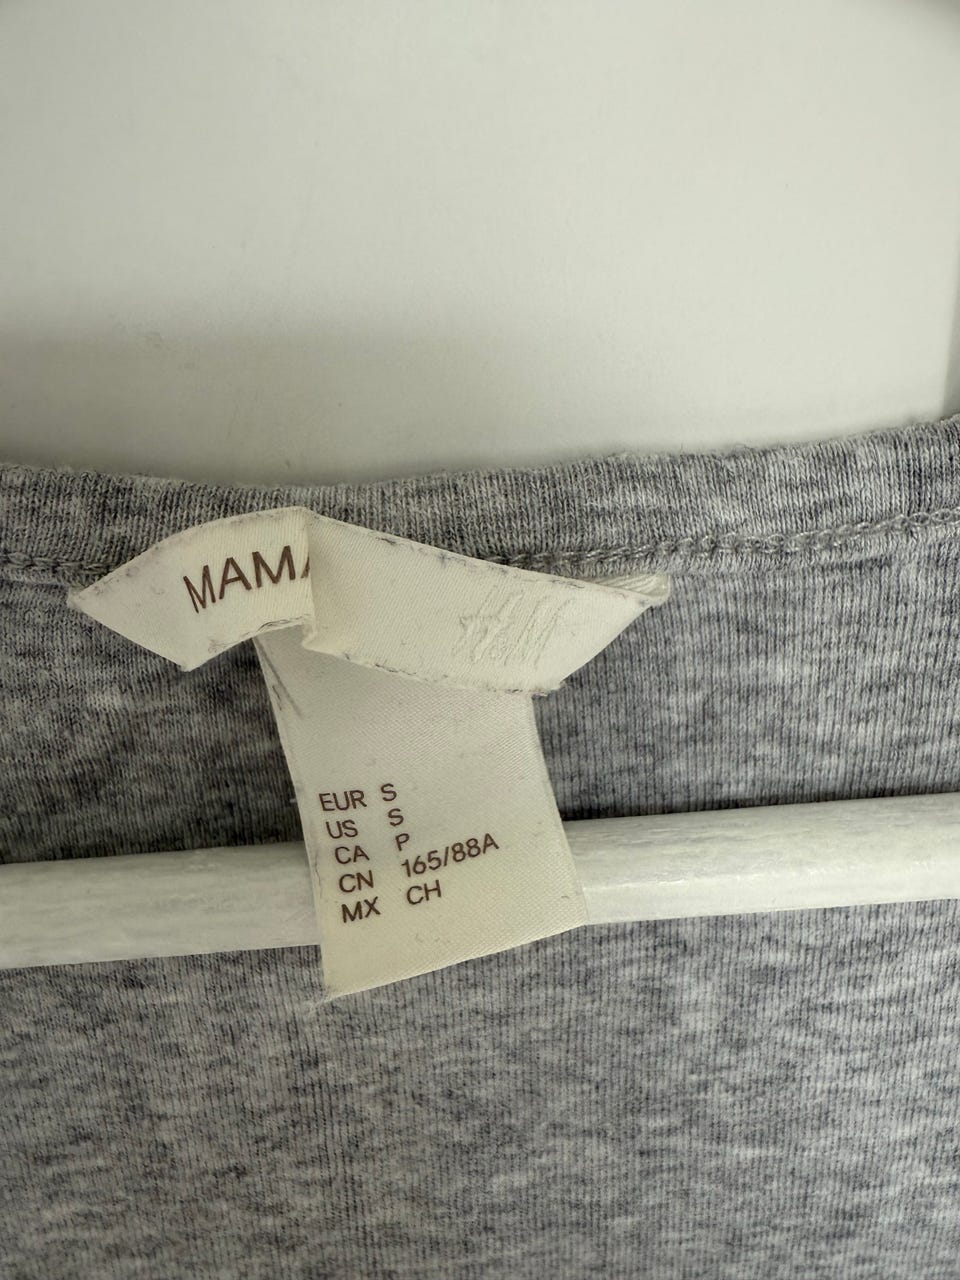 MAMA
H&M
EUR S
US S
CA P
CN 165/88A
MX CH